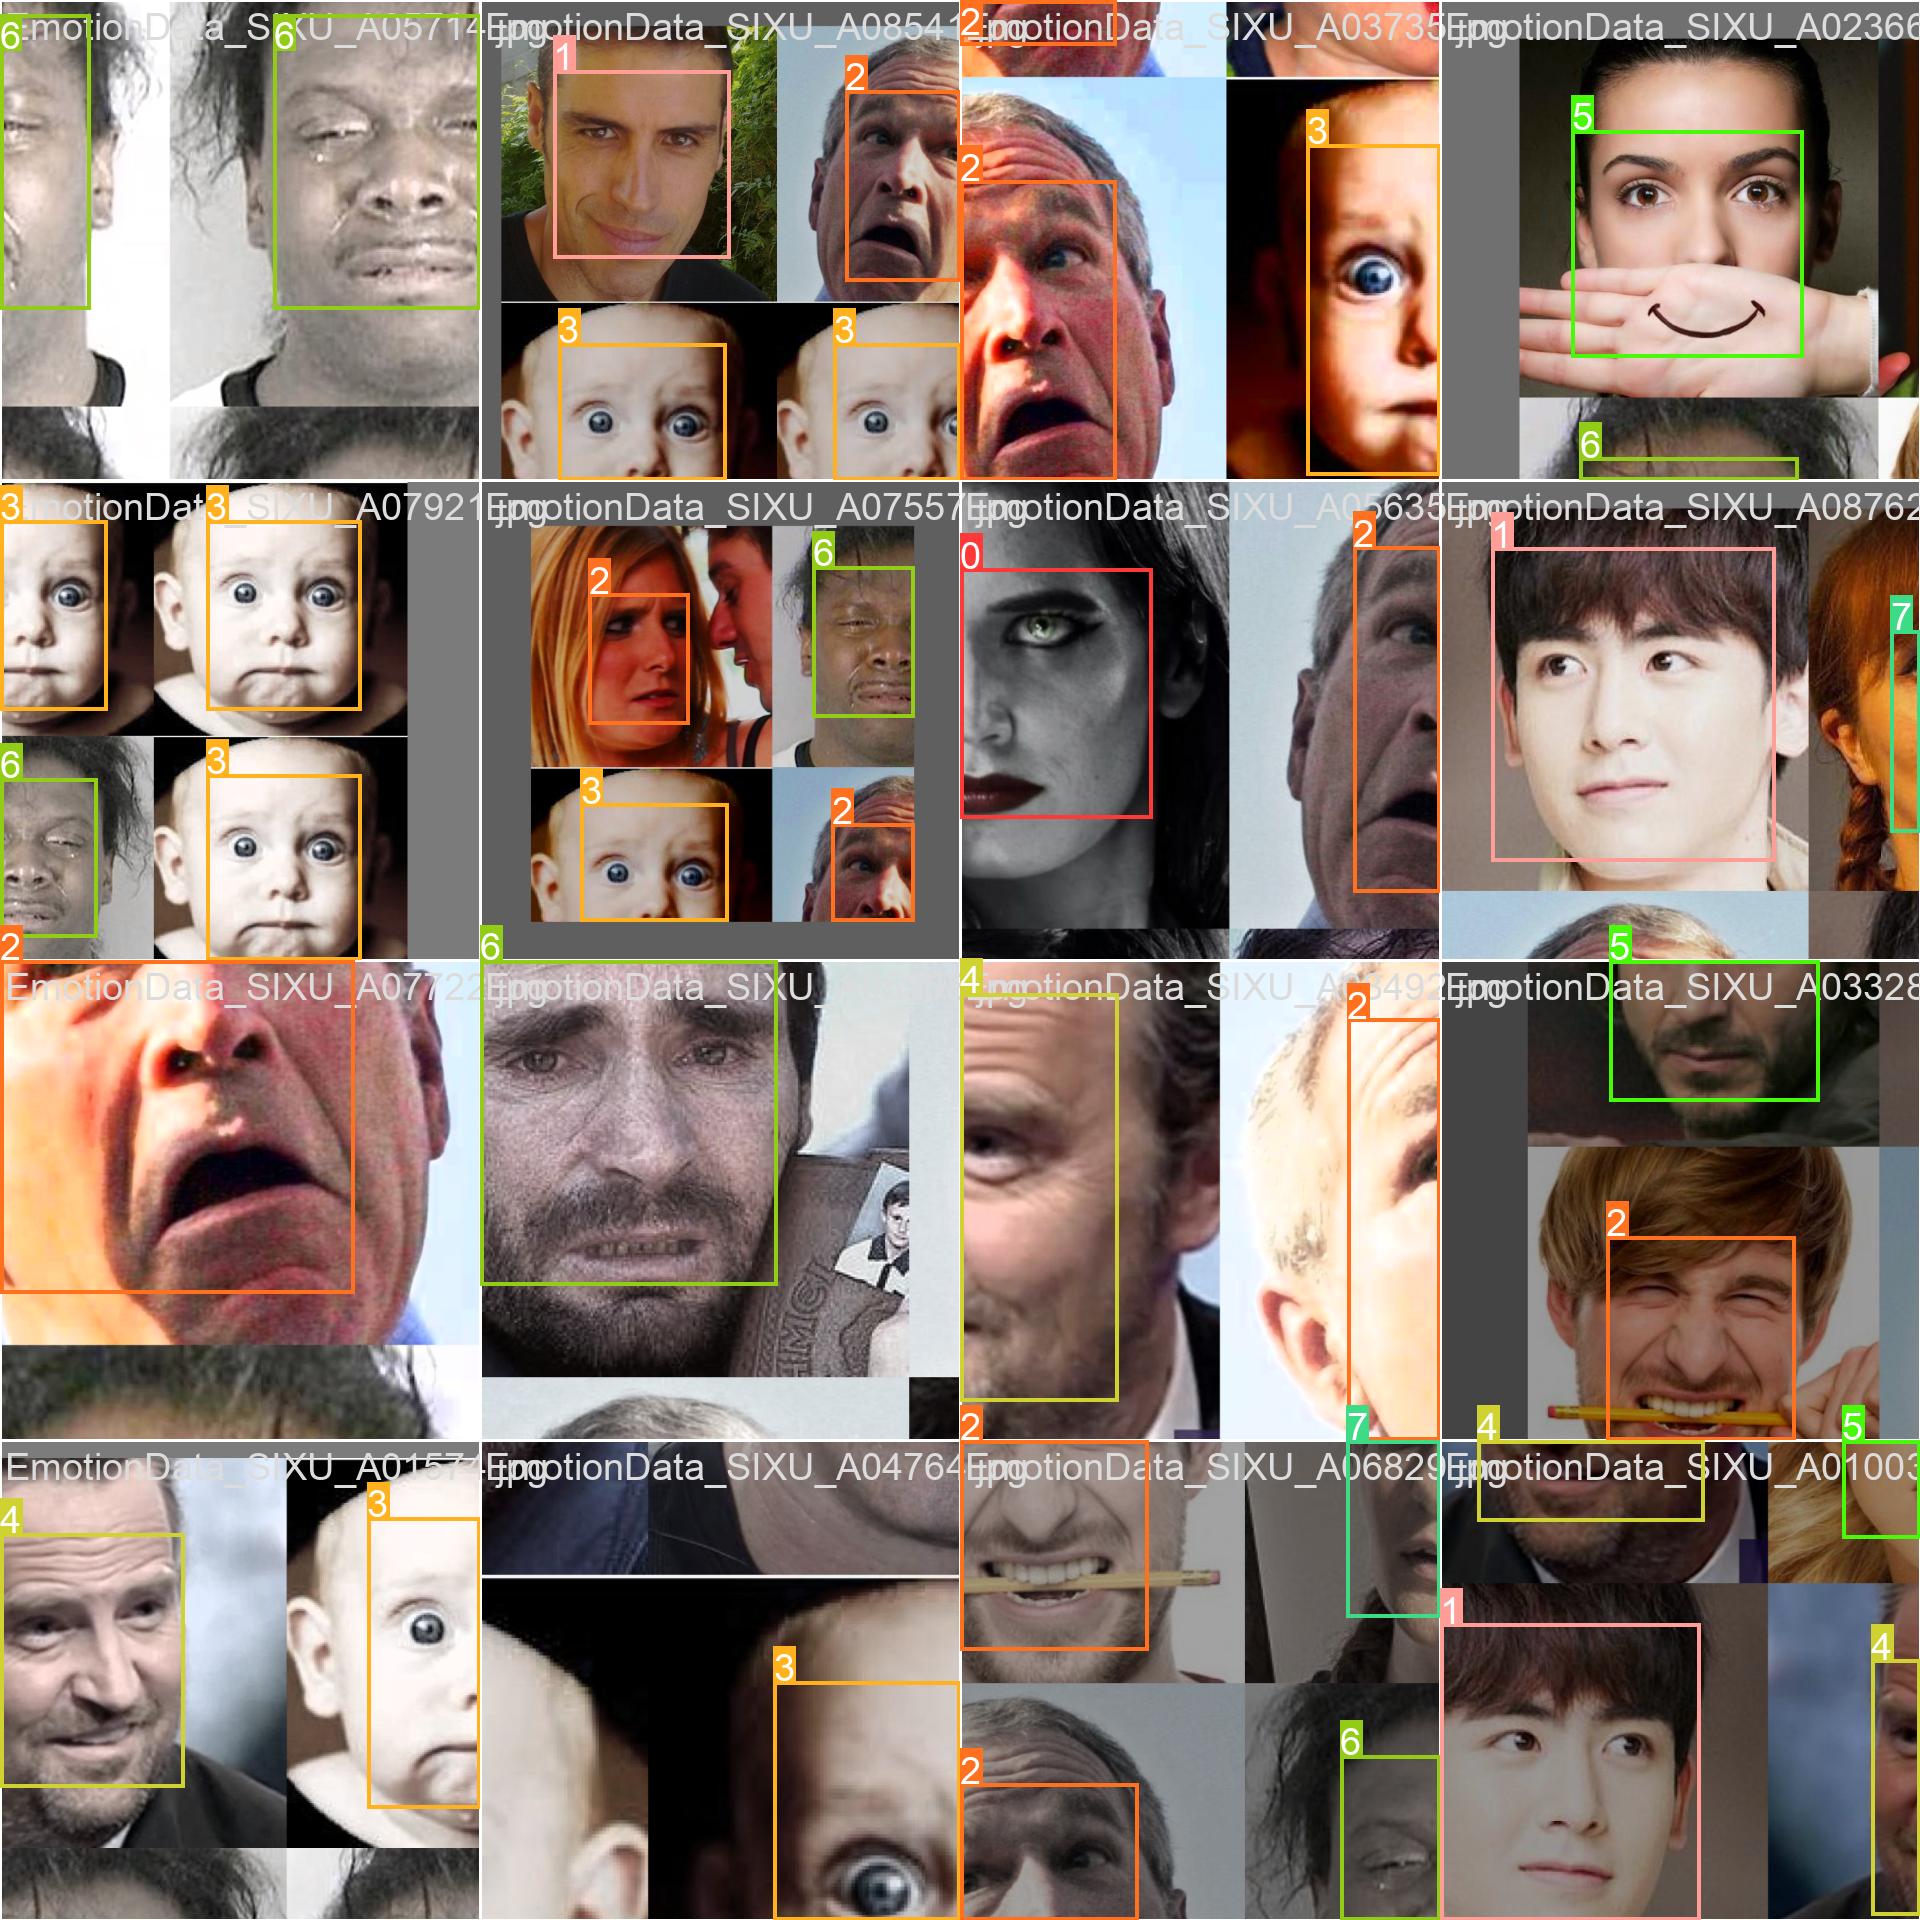 6 6 1 2 2 2 3 5 3 3 6
EmotionData_SIXU_A05714.jpg
EmotionData_SIXU_A0854
EmotionData_SIXU_A03735.jpg
EmotionData_SIXU_A02366
3 3 6 3 2 6 3 2 0 2 1 7
EmotionData_SIXU_A07921.jpg
EmotionData_SIXU_A07557.jpg
EmotionData_SIXU_A05635.jpg
EmotionData_SIXU_A08762
2 6 4 2 5 2
EmotionData_SIXU_A07722.jpg
EmotionData_SIXU_
EmotionData_SIXU_A03492.jpg
EmotionData_SIXU_A03328
4 3 3 2 7 2 6 4 5 1 4
EmotionData_SIXU_A01574.jpg
EmotionData_SIXU_A04764.jpg
EmotionData_SIXU_A06829.jpg
EmotionData_SIXU_A01003